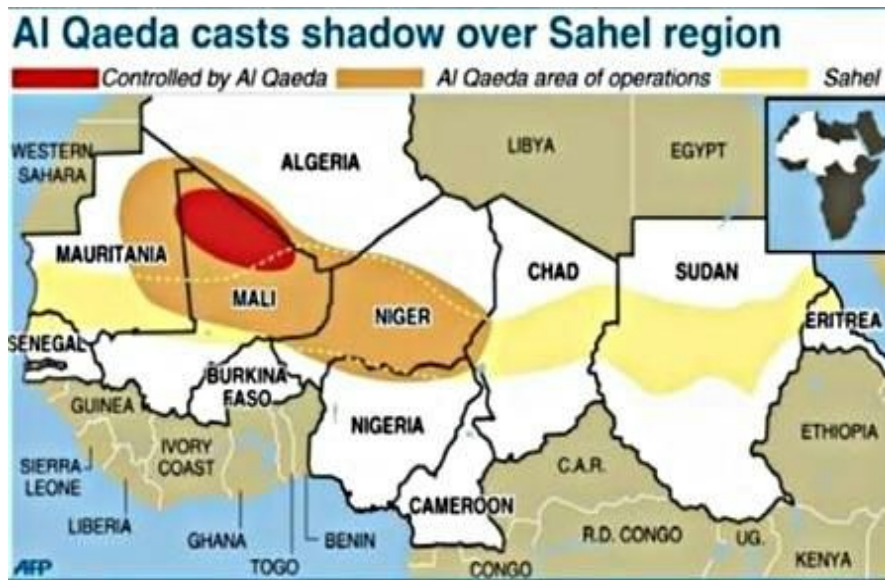 Al Qaeda casts shadow over Sahel region
Controlled by Al Qaeda Al Qaeda area of operations Sahel
WESTERN
SAHARA
ALGERIA
LIBYA
EGYPT
MAURITANIA
MALI
NIGER
CHAD
SUDAN
ERITREA
SENEGAL
BURKINA
FASO
GUINEA
NIGERIA
ETHIOPIA
IVORY
COAST
SIERRA
LEONE
C.A.R.
CAMEROON
LIBERIA
GHANA
BENIN
R.D. CONGO
UG.
TOGO
CONGO
KENYA
AFP